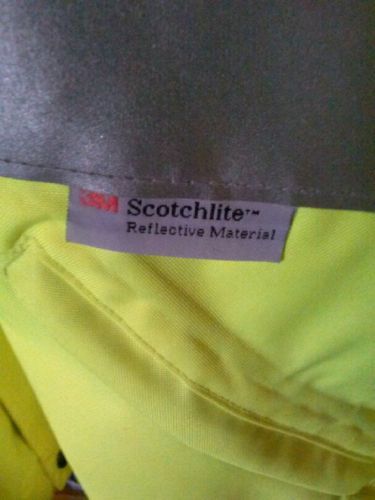 3M Scotchlite™
Reflective Material